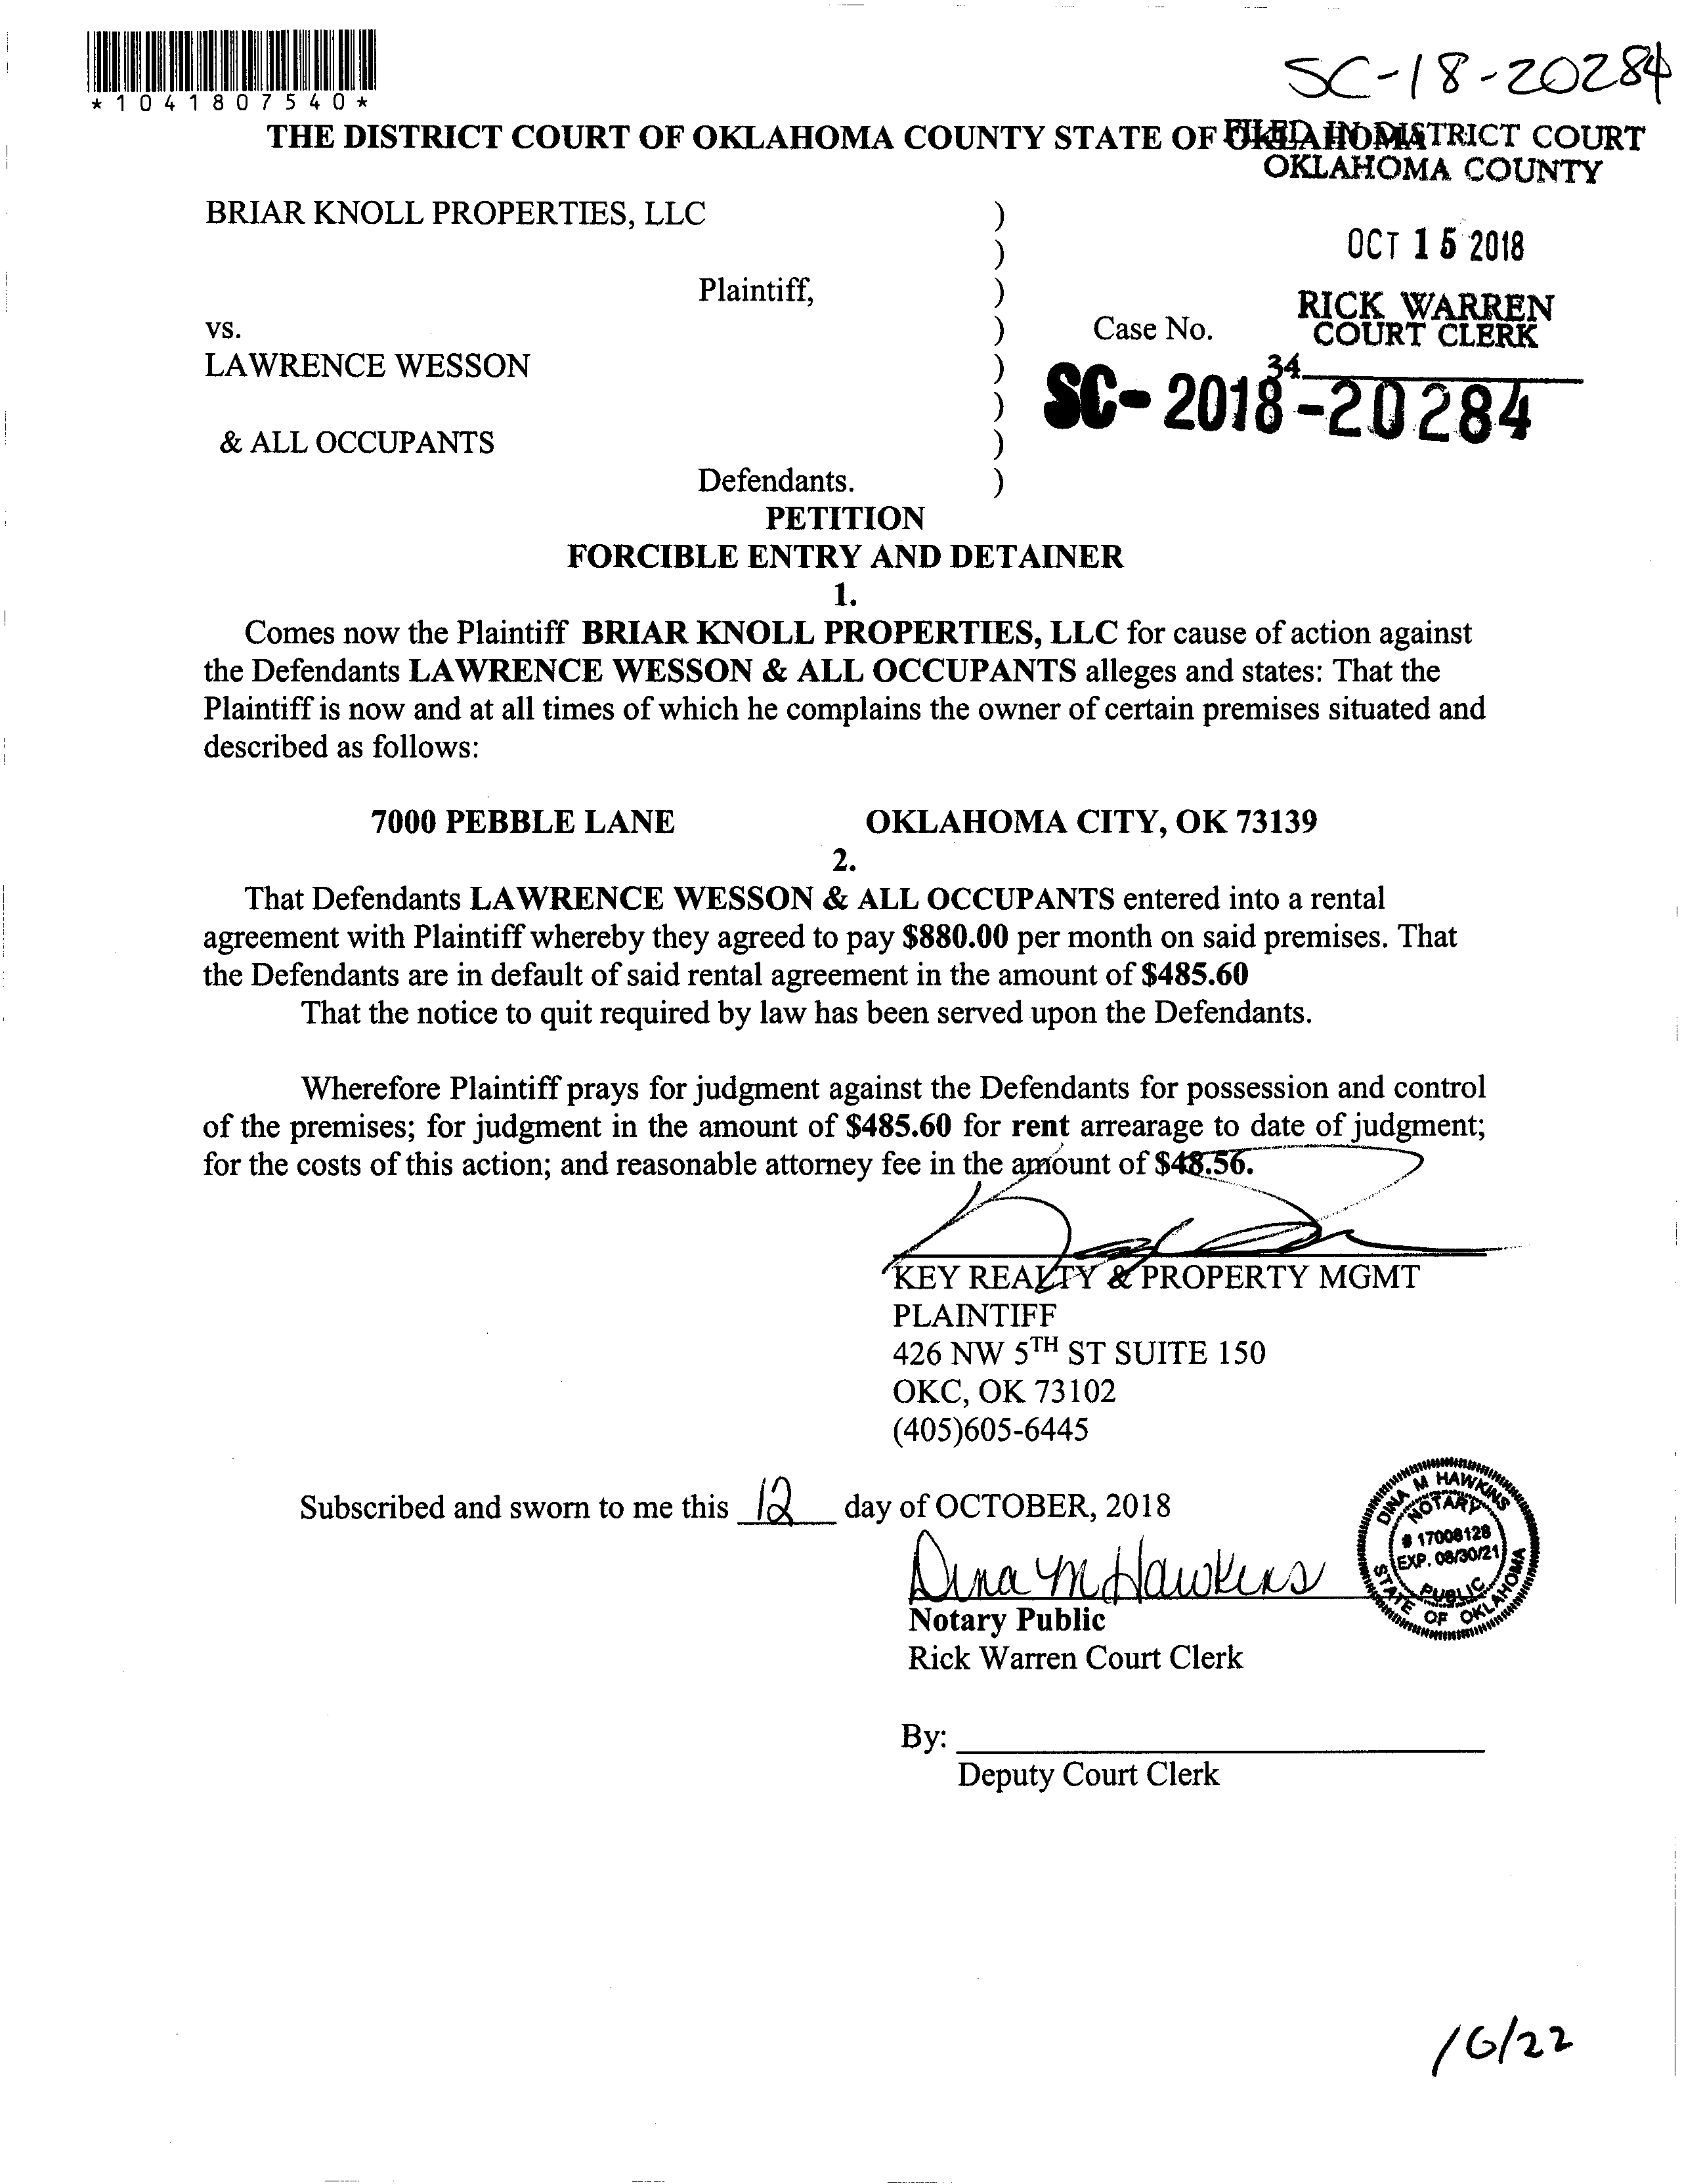 *1041807540*
SC-18-20284
THE DISTRICT COURT OF OKLAHOMA COUNTY STATE OF OKLAHOMA
FILED IN DISTRICT COURT
OKLAHOMA COUNTY
BRIAR KNOLL PROPERTIES, LLC )
)
OCT 15 2018
Plaintiff, )
RICK WARREN
COURT CLERK
vs. ) Case No.
LAWRENCE WESSON )
34
) SC-2018-20284
& ALL OCCUPANTS )
Defendants. )
PETITION
FORCIBLE ENTRY AND DETAINER
1.
Comes now the Plaintiff BRIAR KNOLL PROPERTIES, LLC for cause of action against
the Defendants LAWRENCE WESSON & ALL OCCUPANTS alleges and states: That the
Plaintiff is now and at all times of which he complains the owner of certain premises situated and
described as follows:
7000 PEBBLE LANE OKLAHOMA CITY, OK 73139
2.
That Defendants LAWRENCE WESSON & ALL OCCUPANTS entered into a rental
agreement with Plaintiff whereby they agreed to pay $880.00 per month on said premises. That
the Defendants are in default of said rental agreement in the amount of $485.60
That the notice to quit required by law has been served upon the Defendants.
Wherefore Plaintiff prays for judgment against the Defendants for possession and control
of the premises; for judgment in the amount of $485.60 for rent arrearage to date of judgment;
for the costs of this action; and reasonable attorney fee in the amount of $48.56.
KEY REALTY & PROPERTY MGMT
PLAINTIFF
426 NW 5TH ST SUITE 150
OKC, OK 73102
(405)605-6445
Subscribed and sworn to me this 12 day of OCTOBER, 2018
Dina M Hawkins
DINA M HAWKINS
NOTARY
# 17008128
EXP. 08/30/21
PUBLIC
STATE OF OKLAHOMA
Notary Public
Rick Warren Court Clerk
By:
Deputy Court Clerk
10/22